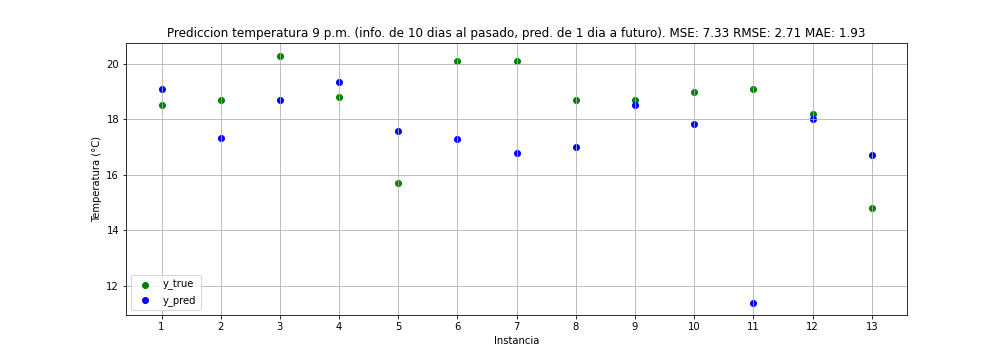 Prediccion temperatura 9 p.m. (info. de 10 dias al pasado, pred. de 1 dia a futuro). MSE: 7.33 RMSE: 2.71 MAE: 1.93
Temperatura (°C)
20
18
16
14
12
y_true
y_pred
1 2 3 4 5 6 7 8 9 10 11 12 13
Instancia